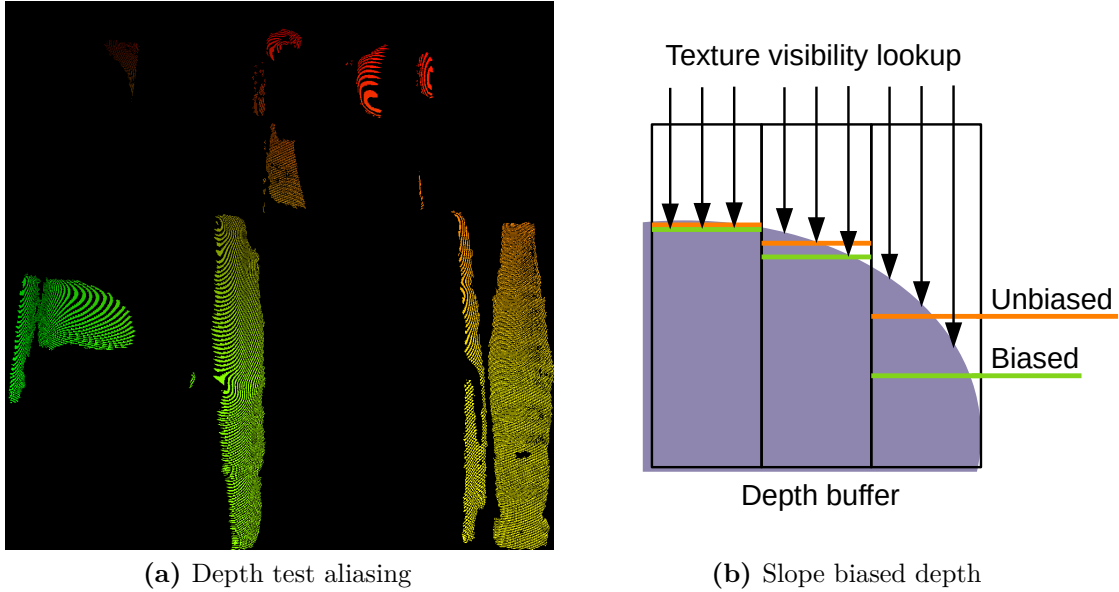 Texture visibility lookup
Unbiased
Biased
Depth buffer
(a) Depth test aliasing
(b) Slope biased depth